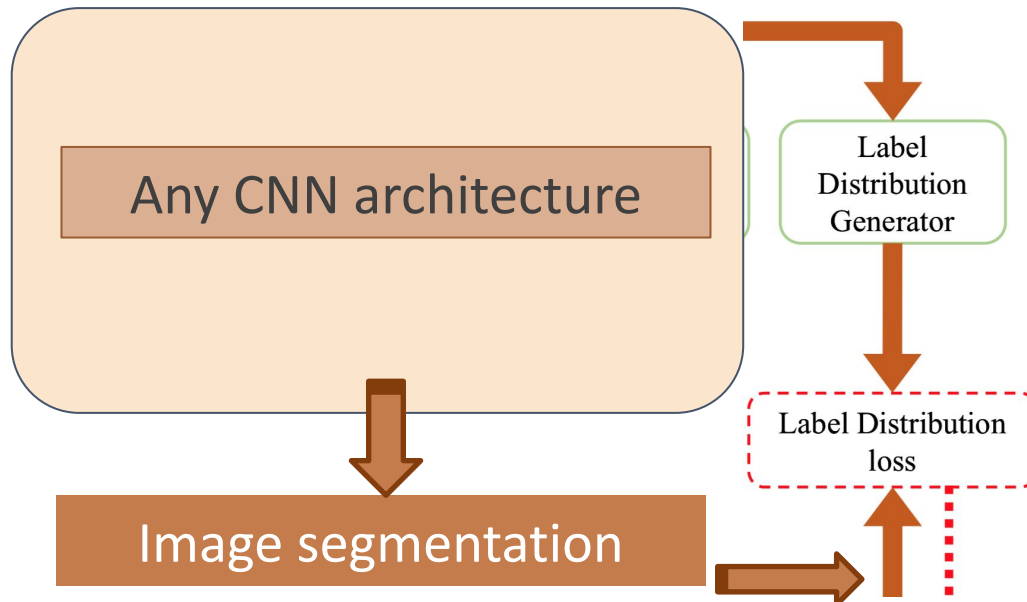 Any CNN architecture
Label
Distribution
Generator
Label Distribution
loss
Image segmentation